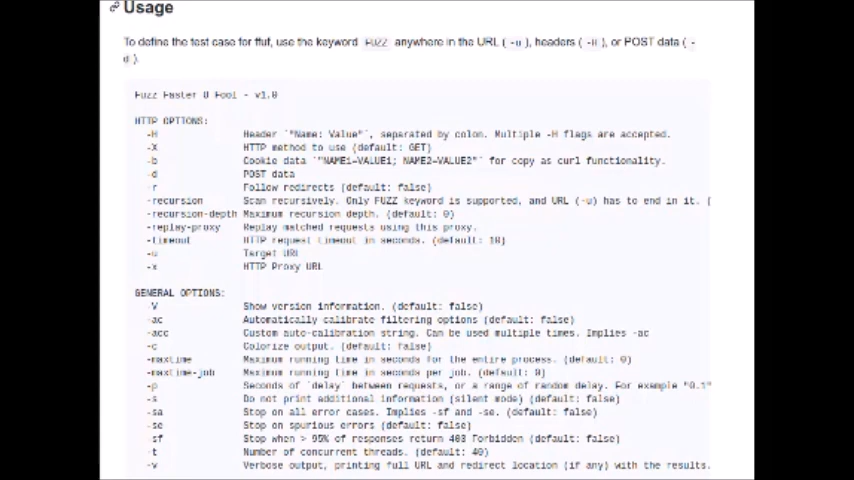 Usage
To define the test case for ffuf, use the keyword FUZZ anywhere in the URL ( -u ), headers ( -H ), or POST data ( -
d ).
Fuzz Faster U Fool - v1.0
HTTP OPTIONS:
-H Header `"Name: Value"`, separated by colon. Multiple -H flags are accepted.
-X HTTP method to use (default: GET)
-b Cookie data `"NAME1=VALUE1; NAME2=VALUE2"` for copy as curl functionality.
-d POST data
-r Follow redirects (default: false)
-recursion Scan recursively. Only FUZZ keyword is supported, and URL (-u) has to end in it. (
-recursion-depth Maximum recursion depth. (default: 0)
-replay-proxy Replay matched requests using this proxy.
-timeout HTTP request timeout in seconds. (default: 10)
-u Target URL
-x HTTP Proxy URL
GENERAL OPTIONS:
-V Show version information. (default: false)
-ac Automatically calibrate filtering options (default: false)
-acc Custom auto-calibration string. Can be used multiple times. Implies -ac
-c Colorize output. (default: false)
-maxtime Maximum running time in seconds for the entire process. (default: 0)
-maxtime-job Maximum running time in seconds per job. (default: 0)
-p Seconds of `delay` between requests, or a range of random delay. For example "0.1"
-s Do not print additional information (silent mode) (default: false)
-sa Stop on all error cases. Implies -sf and -se. (default: false)
-se Stop on spurious errors (default: false)
-sf Stop when > 95% of responses return 403 Forbidden (default: false)
-t Number of concurrent threads. (default: 40)
-v Verbose output, printing full URL and redirect location (if any) with the results.